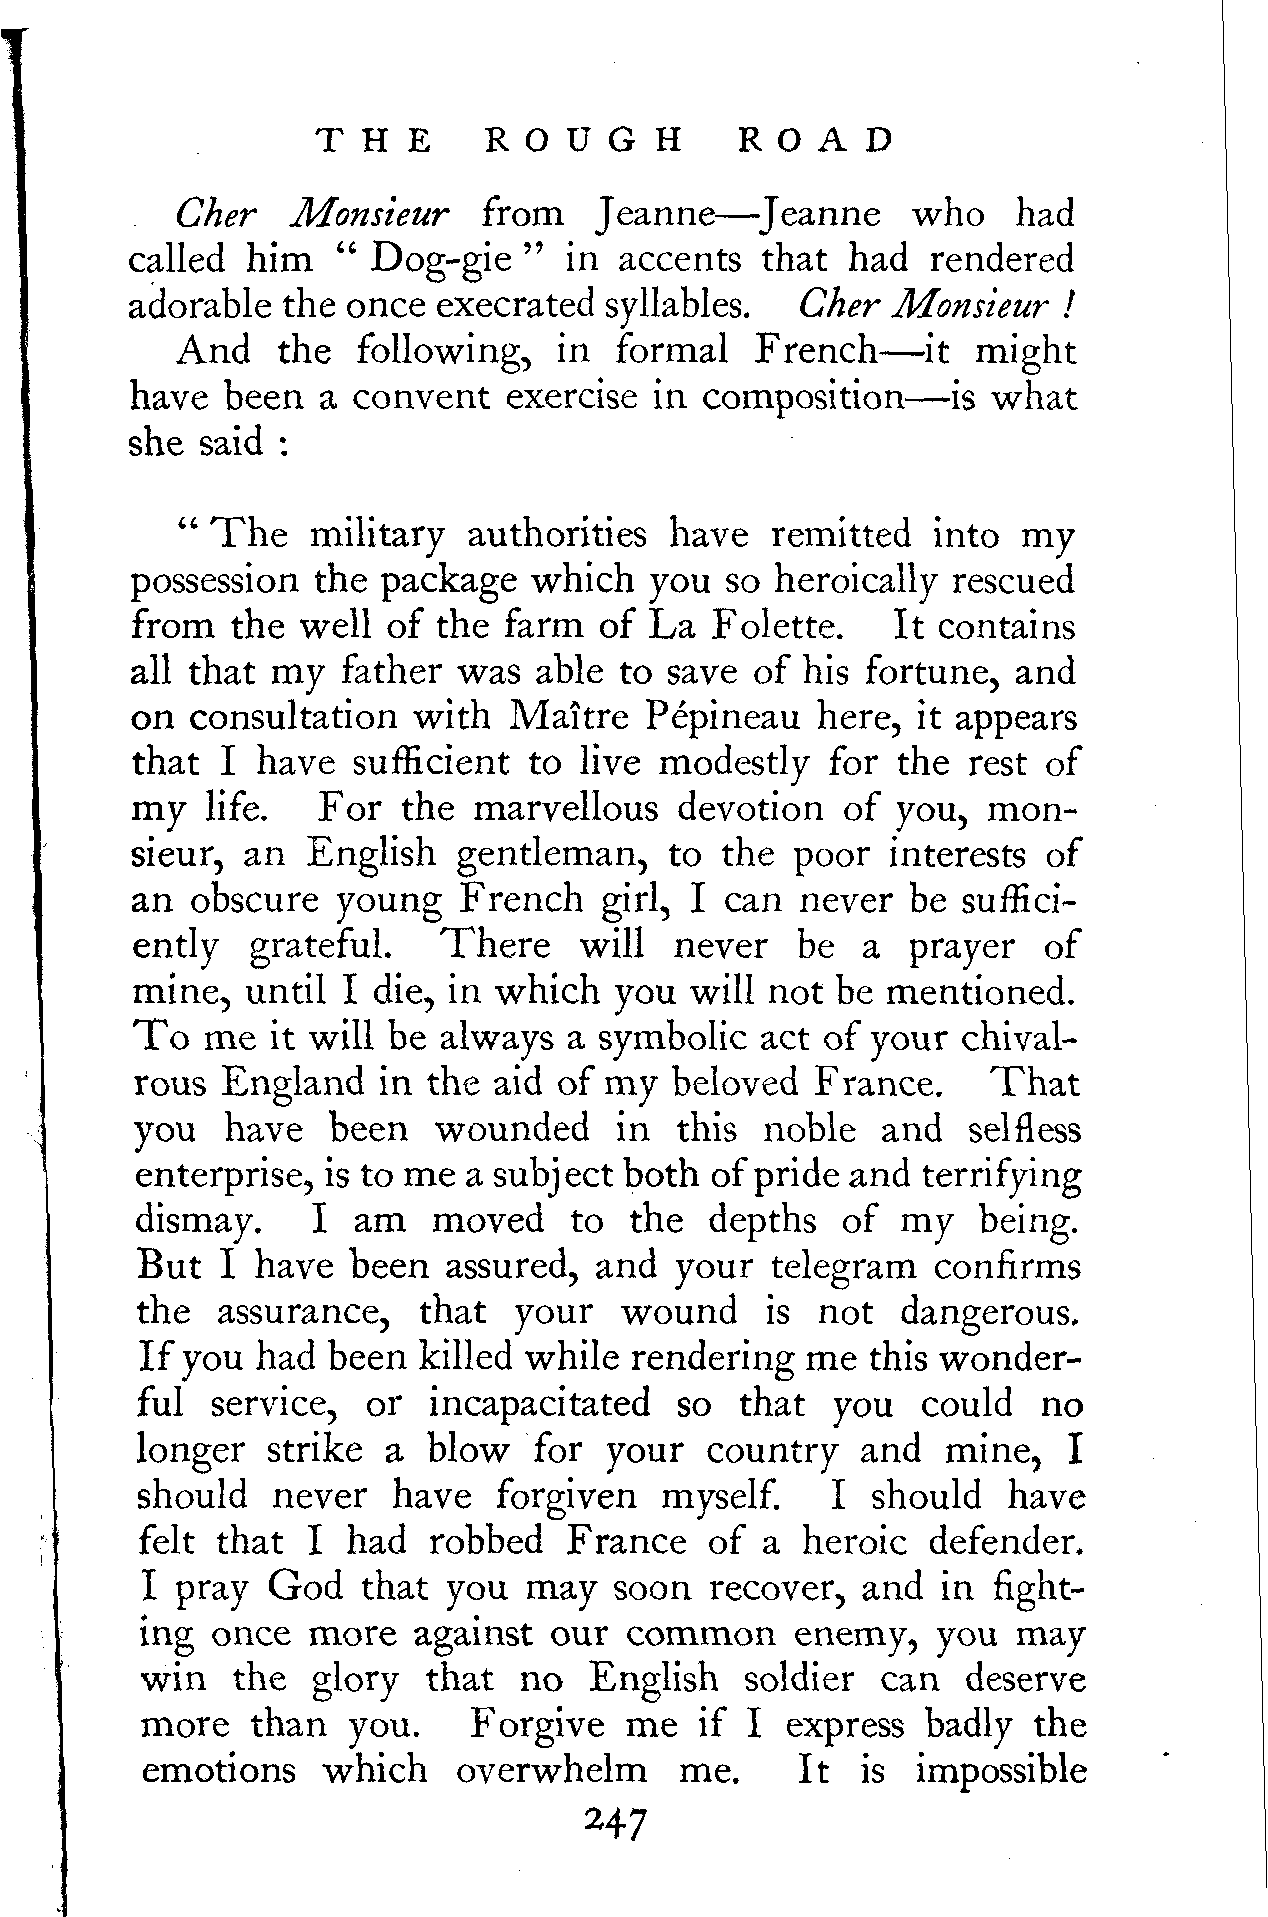 THE ROUGH ROAD
Cher Monsieur from Jeanne—Jeanne who had
called him “ Dog-gie ” in accents that had rendered
adorable the once execrated syllables. Cher Monsieur !
And the following, in formal French—it might
have been a convent exercise in composition—is what
she said :
“ The military authorities have remitted into my
possession the package which you so heroically rescued
from the well of the farm of La Folette. It contains
all that my father was able to save of his fortune, and
on consultation with Maître Pépineau here, it appears
that I have sufficient to live modestly for the rest of
my life. For the marvellous devotion of you, mon-
sieur, an English gentleman, to the poor interests of
an obscure young French girl, I can never be suffici-
ently grateful. There will never be a prayer of
mine, until I die, in which you will not be mentioned.
To me it will be always a symbolic act of your chival-
rous England in the aid of my beloved France. That
you have been wounded in this noble and selfless
enterprise, is to me a subject both of pride and terrifying
dismay. I am moved to the depths of my being.
But I have been assured, and your telegram confirms
the assurance, that your wound is not dangerous.
If you had been killed while rendering me this wonder-
ful service, or incapacitated so that you could no
longer strike a blow for your country and mine, I
should never have forgiven myself. I should have
felt that I had robbed France of a heroic defender.
I pray God that you may soon recover, and in fight-
ing once more against our common enemy, you may
win the glory that no English soldier can deserve
more than you. Forgive me if I express badly the
emotions which overwhelm me. It is impossible
247